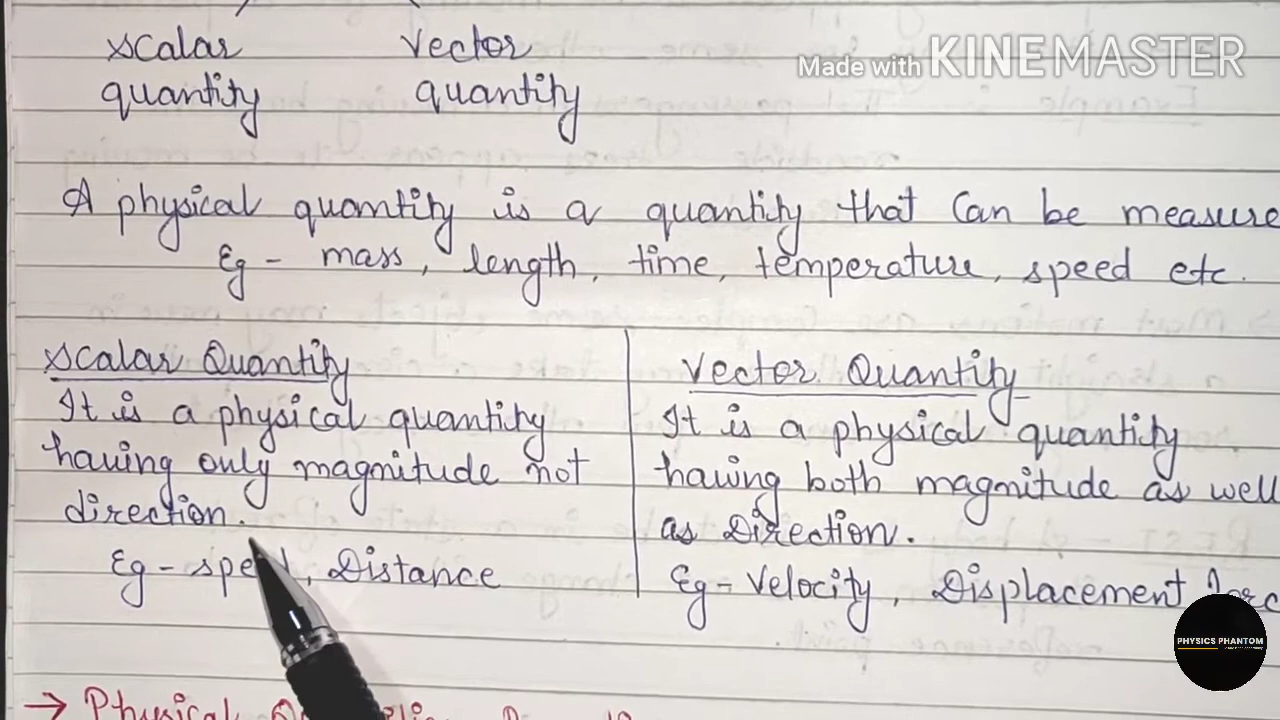 scalar Vector
quantity quantity
Made with KINEMASTER
A physical quantity is a quantity that Can be measure
Eg - mass, length, time, temperature, speed etc.
Scalar Quantity
It is a physical quantity
having only magnitude not
direction.
Eg - speed, Distance
Vector Quantity
It is a physical quantity
having both magnitude as well
as Direction.
Eg - Velocity, Displacement
PHYSICS PHANTOM
→ Physical